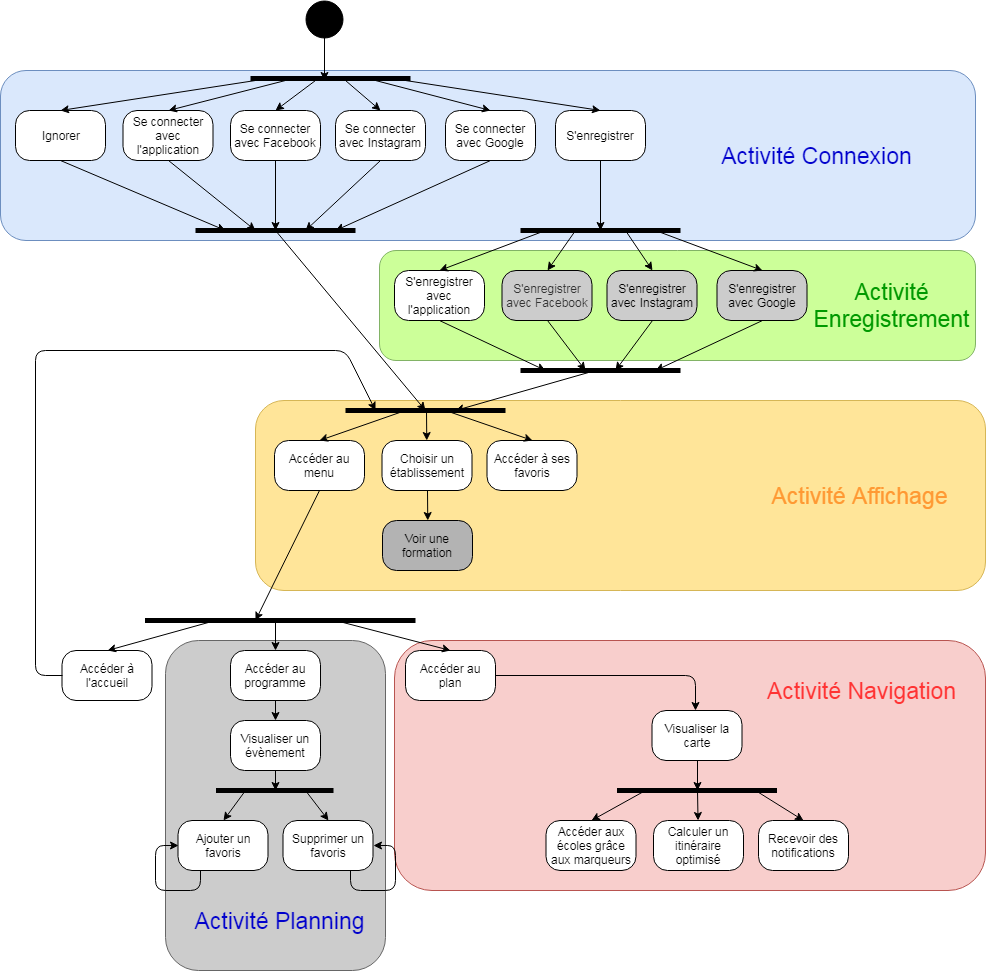 Ignorer
Se connecter
avec
l'application
Se connecter
avec Facebook
Se connecter
avec Instagram
Se connecter
avec Google
S'enregistrer
Activité Connexion
S'enregistrer
avec
l'application
S'enregistrer
avec Facebook
S'enregistrer
avec Instagram
S'enregistrer
avec Google
Activité
Enregistrement
Accéder au
menu
Choisir un
établissement
Accéder à ses
favoris
Activité Affichage
Voir une
formation
Accéder à
l'accueil
Accéder au
programme
Accéder au
plan
Activité Navigation
Visualiser un
évènement
Visualiser la
carte
Ajouter un
favoris
Supprimer un
favoris
Accéder aux
écoles grâce
aux marqueurs
Calculer un
itinéraire
optimisé
Recevoir des
notifications
Activité Planning